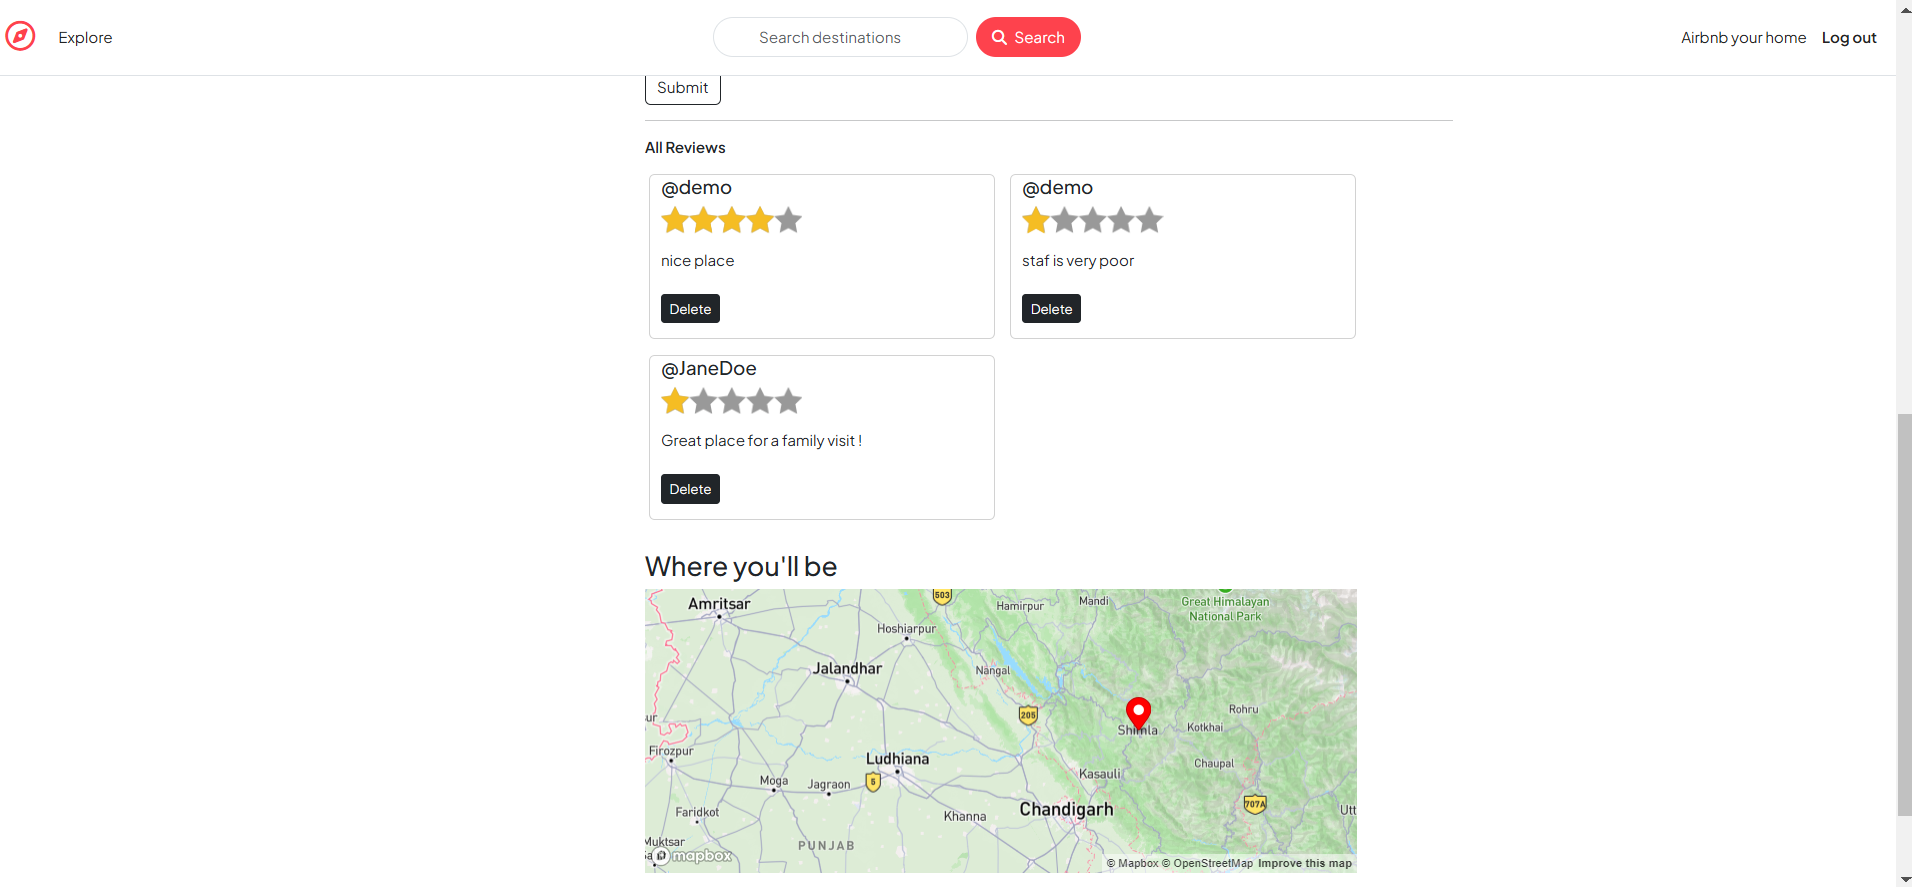 Explore
Search destinations
Search
Airbnb your home
Log out
Submit
All Reviews
@demo
nice place
Delete
@demo
staf is very poor
Delete
@JaneDoe
Great place for a family visit !
Delete
Where you'll be
Amritsar
503
Hamirpur
Mandi
Great Himalayan
National Park
Hoshiarpur
Jalandhar
Nangal
205
Rohru
Shimla
Kotkhai
ur
Firozpur
Ludhiana
Chaupal
Kasauli
Moga
Jagraon
5
Faridkot
Khanna
Chandigarh
707A
Utt
Muktsar
PUNJAB
Sa
mapbox
© Mapbox © OpenStreetMap Improve this map